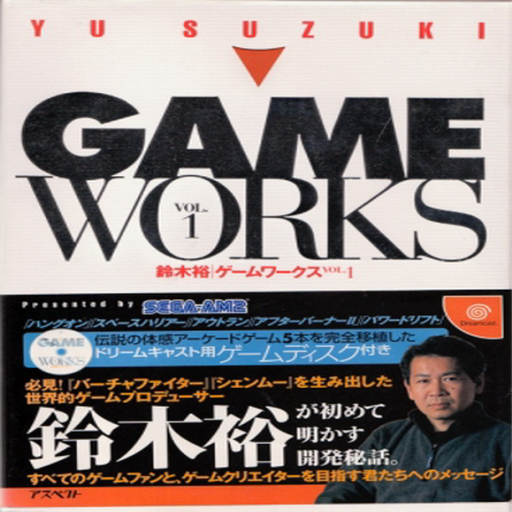 YU SUZUKI
GAME
WORKS
VOL.
1
鈴木裕|ゲームワークスVOL.1
Presented by SEGA-AM2
『ハングオン』『スペースハリアー』『アウトラン』『アフターバーナーII』『パワードリフト』
GAME
WORKS
伝説の体感アーケードゲーム5本を完全移植した
ドリームキャスト用ゲームディスク付き
Dreamcast
必見!『バーチャファイター』『シェンムー』を生み出した
世界的ゲームプロデューサー
鈴木裕が初めて
明かす
開発秘話。
すべてのゲームファンと、ゲームクリエイターを目指す君たちへのメッセージ
アスペクト